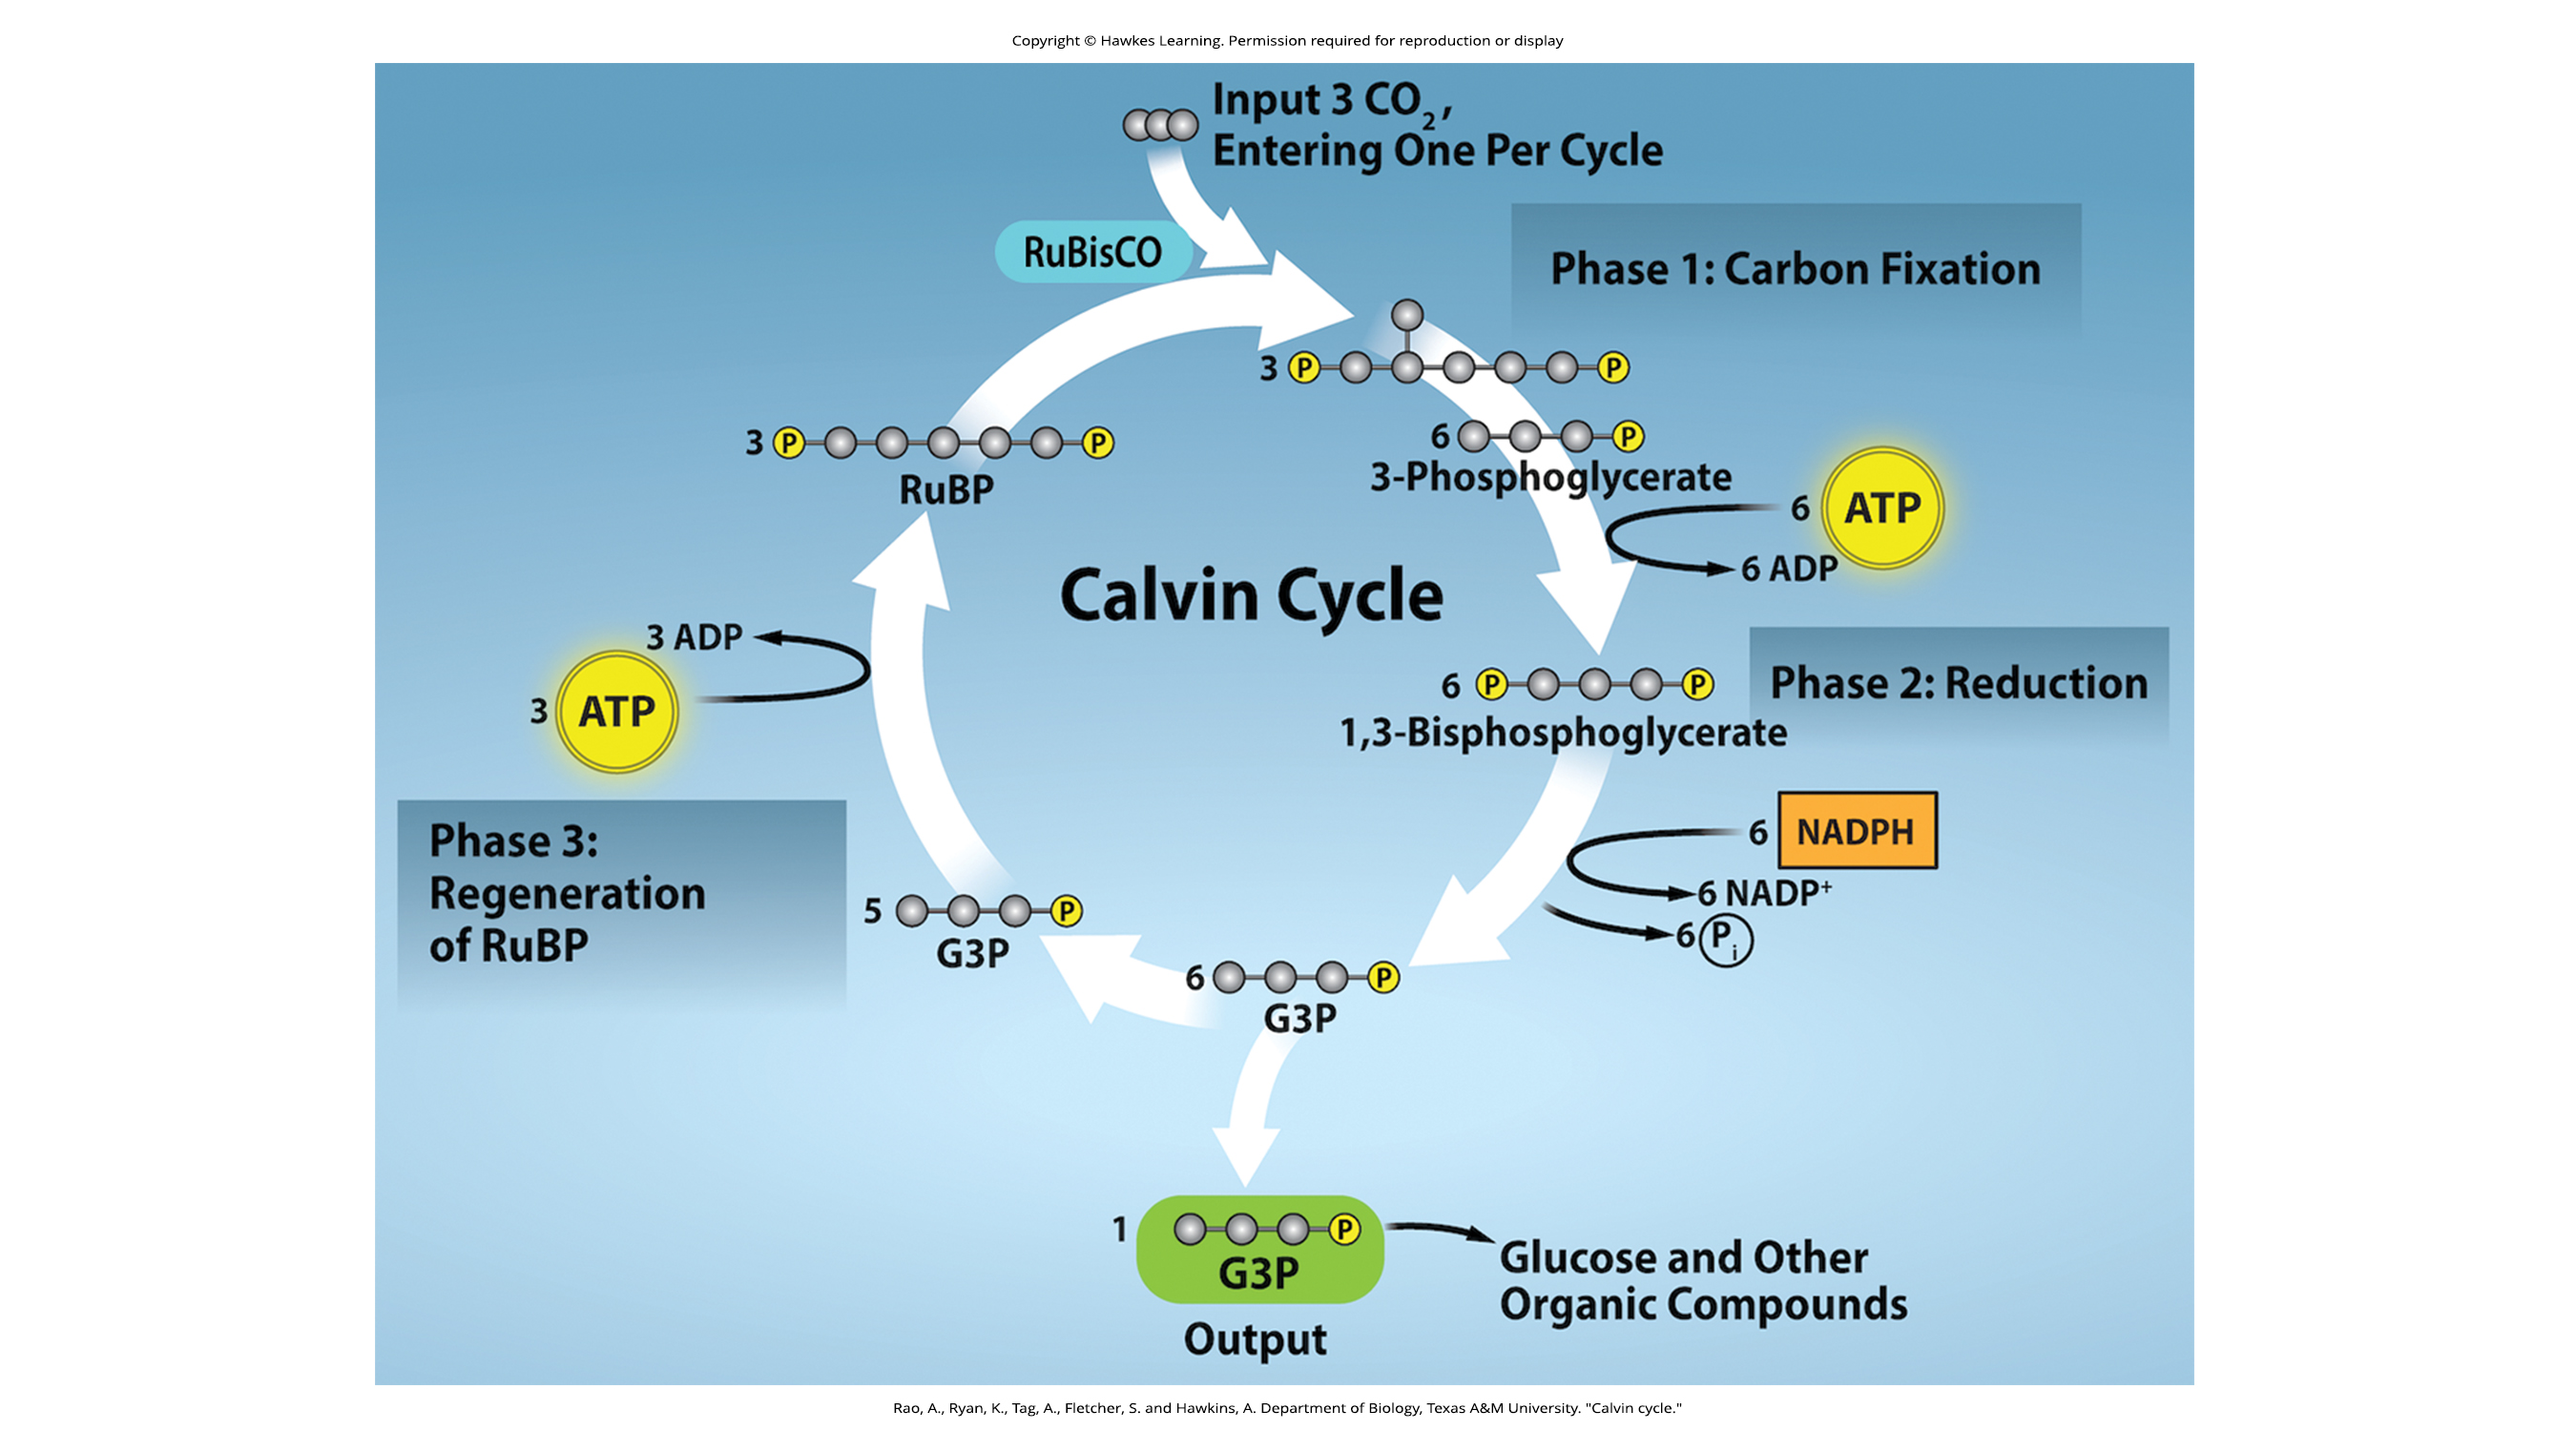 Copyright © Hawkes Learning. Permission required for reproduction or display
Input 3 CO₂,
Entering One Per Cycle
RuBisCO
Phase 1: Carbon Fixation
3 P P
3 P P
RuBP
6 P
3-Phosphoglycerate
6 ATP
6 ADP
Calvin Cycle
3 ADP
3 ATP
6 P P
1,3-Bisphosphoglycerate
Phase 2: Reduction
6 NADPH
6 NADP⁺
6 Pᵢ
Phase 3:
Regeneration
of RuBP
5 P
G3P
6 P
G3P
1 P
G3P
Output
Glucose and Other
Organic Compounds
Rao, A., Ryan, K., Tag, A., Fletcher, S. and Hawkins, A. Department of Biology, Texas A&M University. "Calvin cycle."